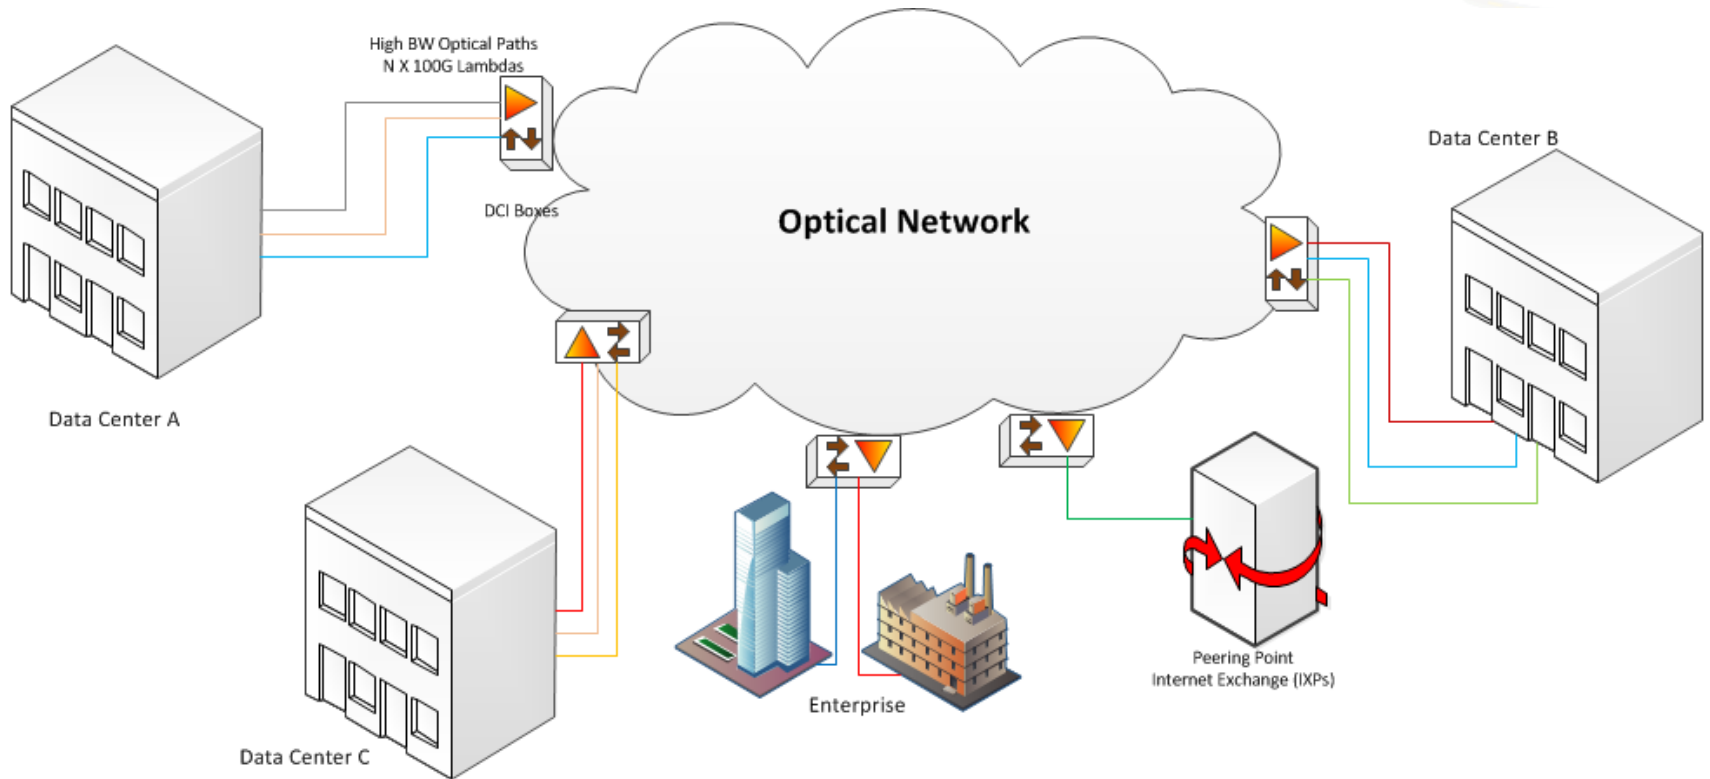 High BW Optical Paths
N X 100G Lambdas
Data Center B
DCI Boxes
Optical Network
Data Center A
Peering Point
Internet Exchange (IXPs)
Enterprise
Data Center C